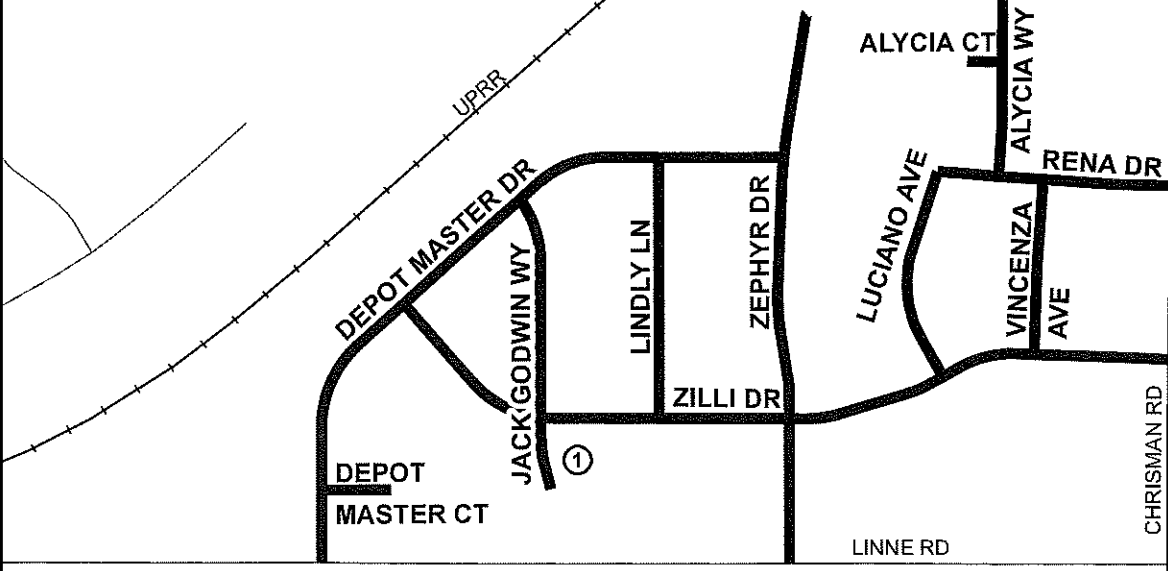 ALYCIA CT
ALYCIA WY
UPRR
RENA DR
DEPOT MASTER DR
LUCIANO AVE
ZEPHYR DR
VINCENZA
AVE
LINDLY LN
JACK GODWIN WY
ZILLI DR
CHRISMAN RD
1
DEPOT
MASTER CT
LINNE RD